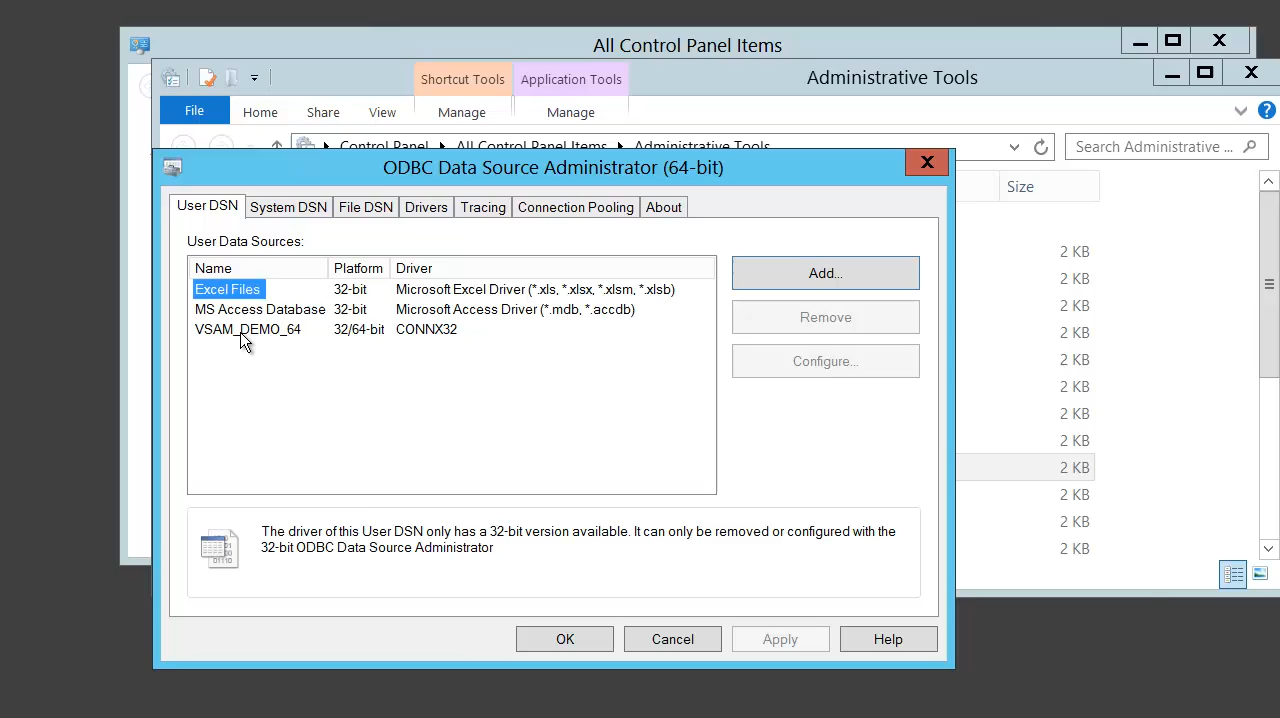 All Control Panel Items
Shortcut Tools
Application Tools
Administrative Tools
File
Home
Share
View
Manage
Manage
Control Panel
All Control Panel Items
Administrative Tools
Search Administrative ...
ODBC Data Source Administrator (64-bit)
User DSN
System DSN
File DSN
Drivers
Tracing
Connection Pooling
About
Size
User Data Sources:
Name Platform Driver
Excel Files 32-bit Microsoft Excel Driver (*.xls, *.xlsx, *.xlsm, *.xlsb)
MS Access Database 32-bit Microsoft Access Driver (*.mdb, *.accdb)
VSAM_DEMO_64 32/64-bit CONNX32
Add...
Remove
Configure...
2 KB
2 KB
2 KB
2 KB
2 KB
2 KB
2 KB
2 KB
2 KB
2 KB
2 KB
2 KB
The driver of this User DSN only has a 32-bit version available. It can only be removed or configured with the
32-bit ODBC Data Source Administrator
OK
Cancel
Apply
Help